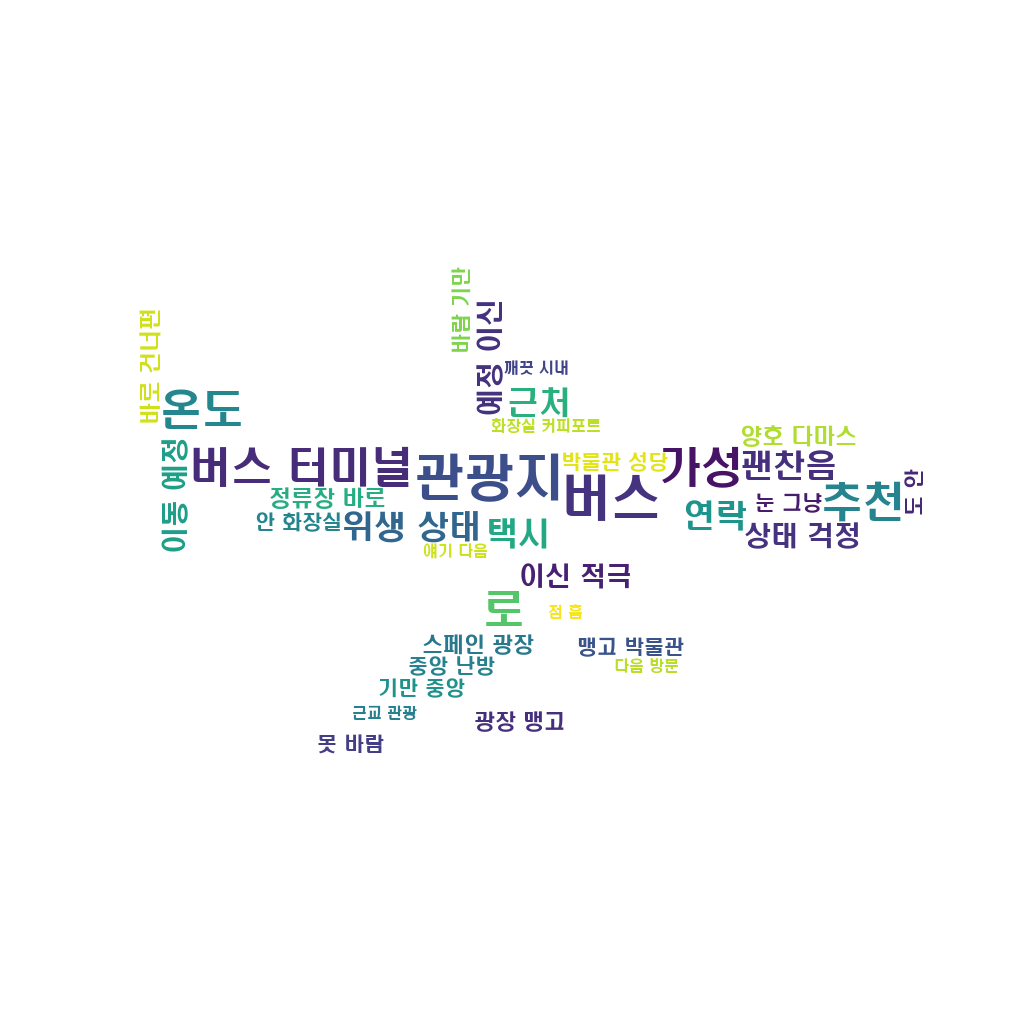 바람 기만
예정 이신
바로 건너편
깨끗 시내
온도
근처
화장실 커피포트
양호 다마스
이동 예정
버스 터미널
관광지
박물관 성당
가성
괜찮음
버스
정류장 바로
추천
도 안
눈 그냥
연락
안 화장실
위생 상태
택시
상태 걱정
얘기 다음
이신 적극
로
점 흠
스페인 광장
맹고 박물관
중앙 난방
다음 방문
기만 중앙
근교 관광
광장 맹고
못 바람